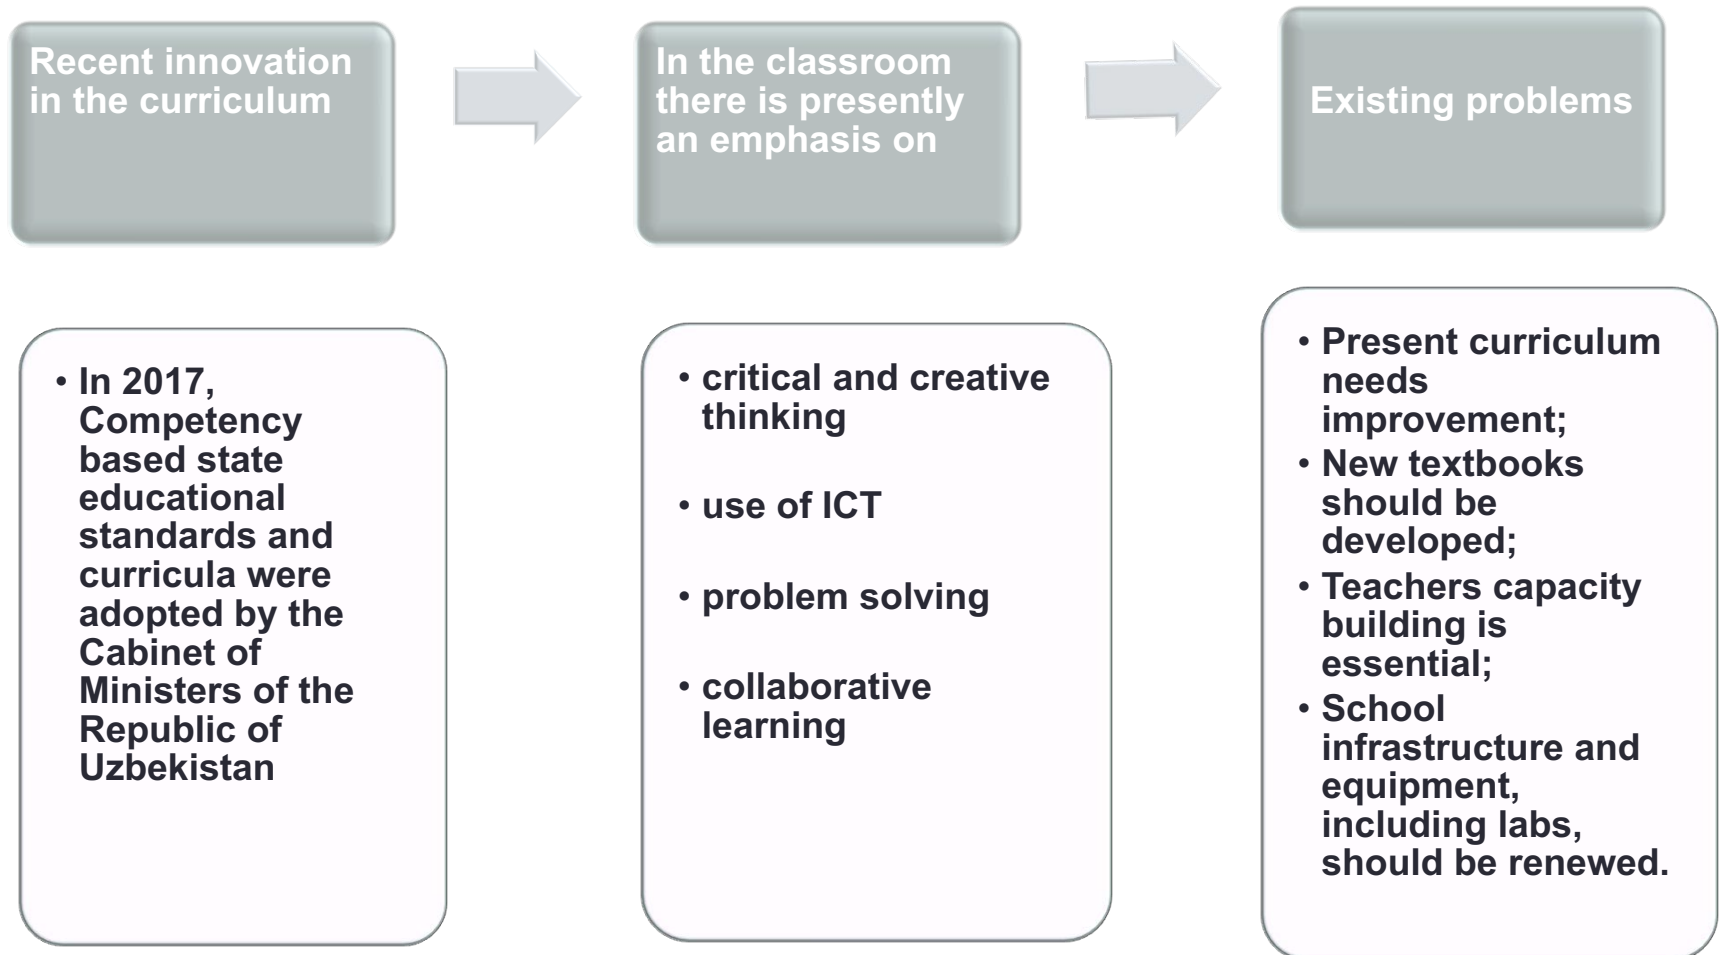 Recent innovation
in the curriculum
In the classroom
there is presently
an emphasis on
Existing problems
• In 2017,
Competency
based state
educational
standards and
curricula were
adopted by the
Cabinet of
Ministers of the
Republic of
Uzbekistan
• critical and creative
thinking
• use of ICT
• problem solving
• collaborative
learning
• Present curriculum
needs
improvement;
• New textbooks
should be
developed;
• Teachers capacity
building is
essential;
• School
infrastructure and
equipment,
including labs,
should be renewed.